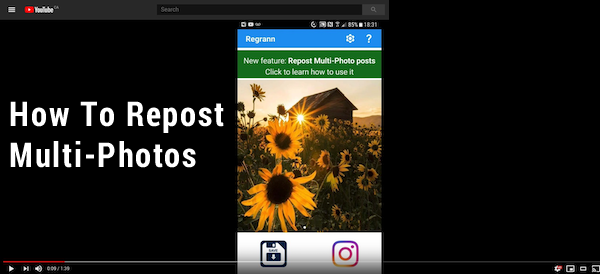 YouTube CA
Search
85% 18:31
Regrann ?
New feature: Repost Multi-Photo posts
Click to learn how to use it
How To Repost
Multi-Photos
SAVE
0:09 / 1:39